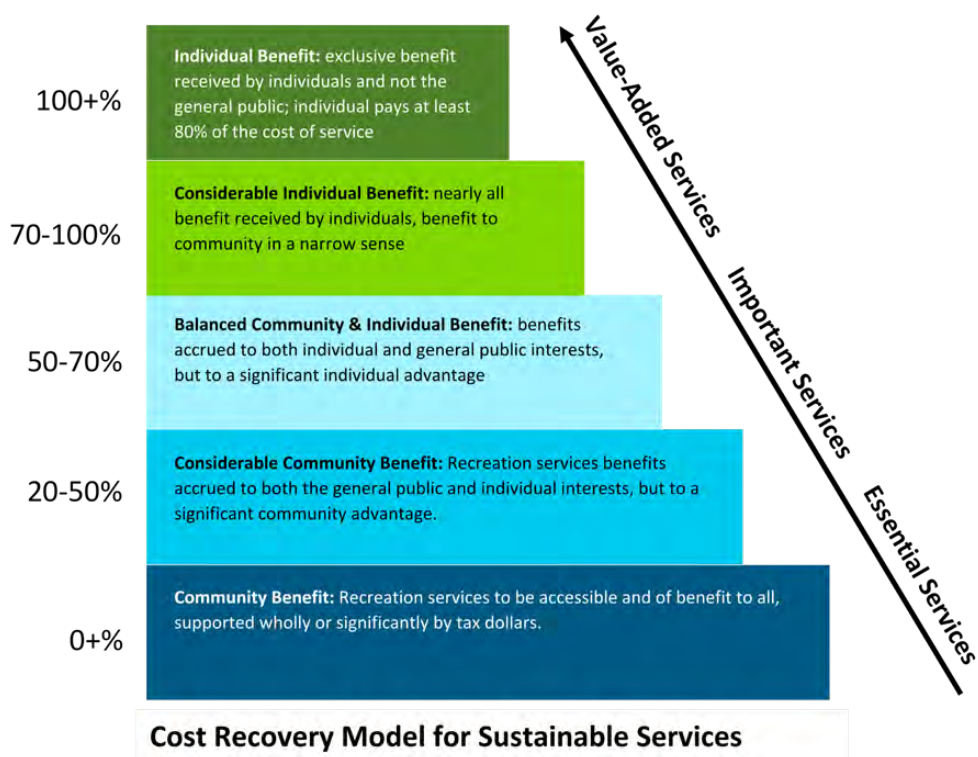 100+%
Individual Benefit: exclusive benefit
received by individuals and not the
general public; individual pays at least
80% of the cost of service
70-100%
Considerable Individual Benefit: nearly all
benefit received by individuals, benefit to
community in a narrow sense
50-70%
Balanced Community & Individual Benefit: benefits
accrued to both individual and general public interests,
but to a significant individual advantage
20-50%
Considerable Community Benefit: Recreation services benefits
accrued to both the general public and individual interests, but to a
significant community advantage.
0+%
Community Benefit: Recreation services to be accessible and of benefit to all,
supported wholly or significantly by tax dollars.
Value-Added Services
Important Services
Essential Services
Cost Recovery Model for Sustainable Services